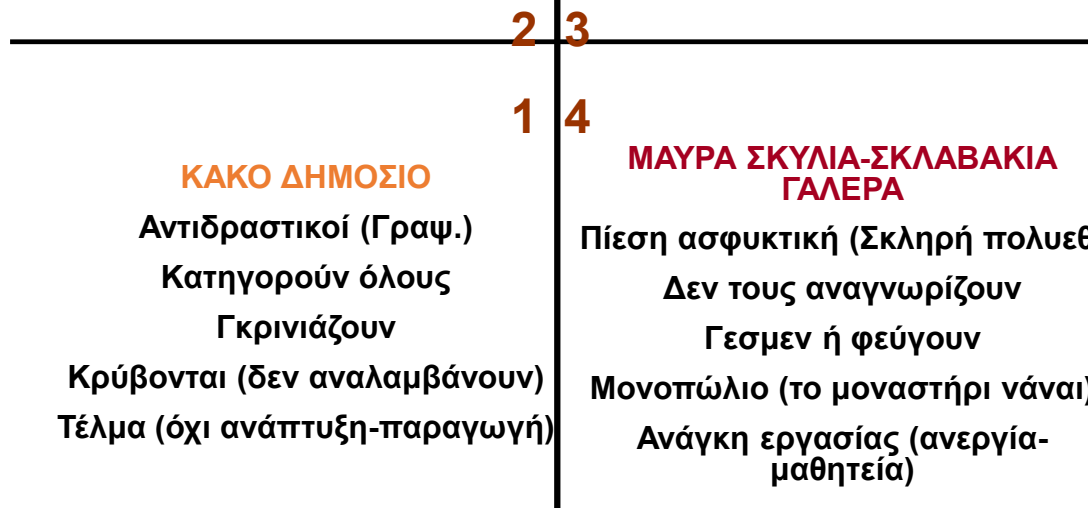 2 3
1 4
ΚΑΚΟ ΔΗΜΟΣΙΟ
Αντιδραστικοί (Γραψ.)
Κατηγορούν όλους
Γκρινιάζουν
Κρύβονται (δεν αναλαμβάνουν)
Τέλμα (όχι ανάπτυξη-παραγωγή)
ΜΑΥΡΑ ΣΚΥΛΙΑ-ΣΚΛΑΒΑΚΙΑ
ΓΑΛΕΡΑ
Πίεση ασφυκτική (Σκληρή πολυεθ
Δεν τους αναγνωρίζουν
Γεσμεν ή φεύγουν
Μονοπώλιο (το μοναστήρι νάναι)
Ανάγκη εργασίας (ανεργία-
μαθητεία)